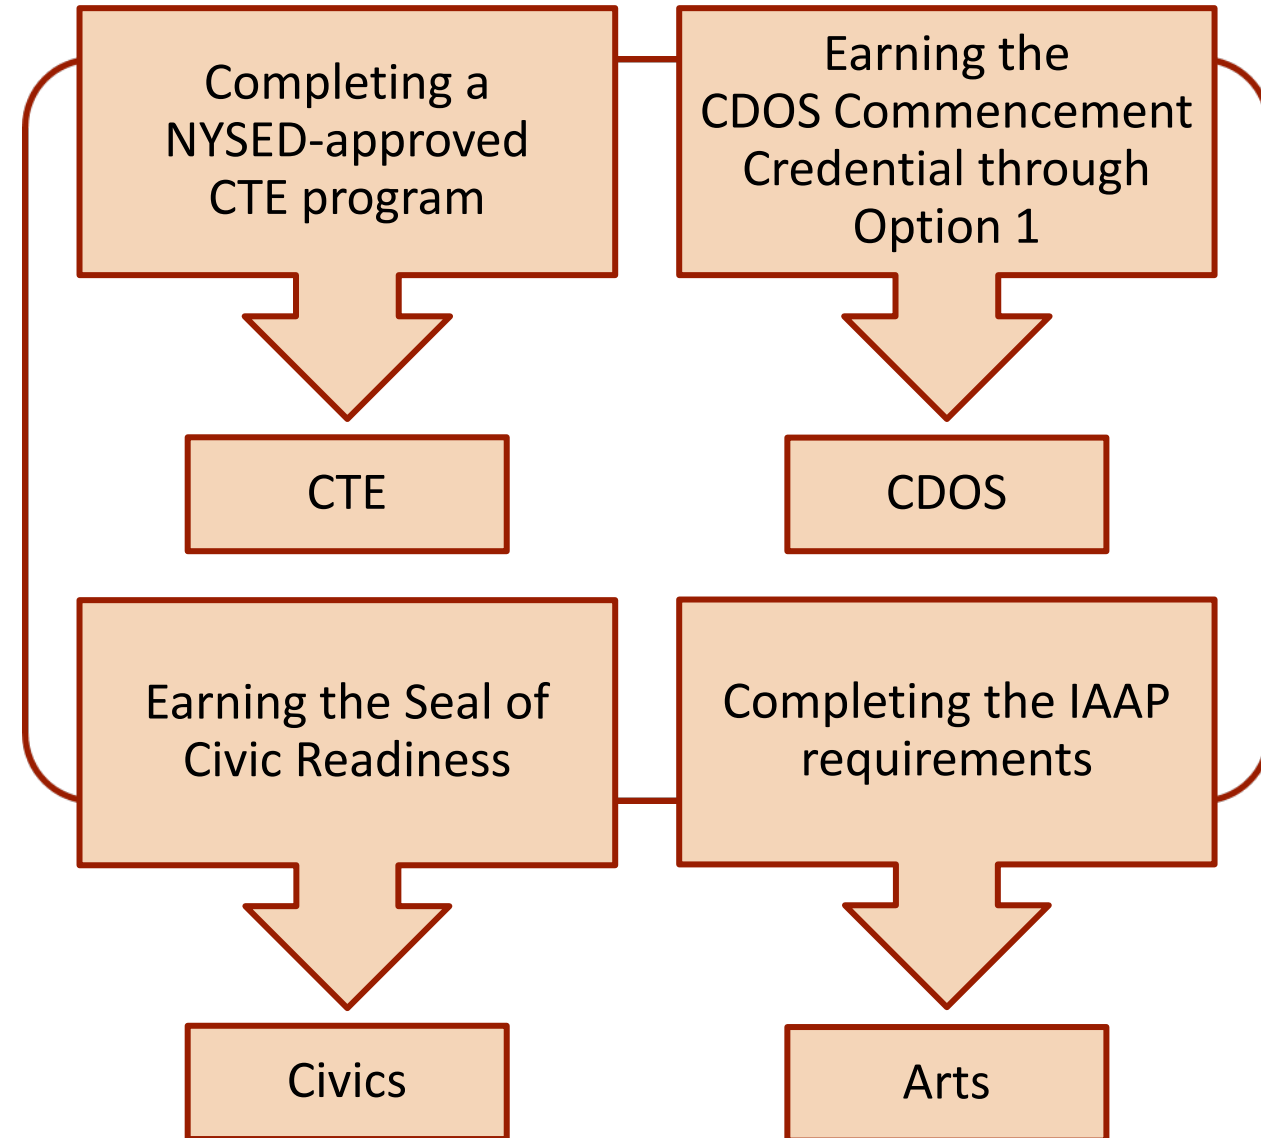 Completing a
NYSED-approved
CTE program
Earning the
CDOS Commencement
Credential through
Option 1
CTE
CDOS
Earning the Seal of
Civic Readiness
Completing the IAAP
requirements
Civics
Arts